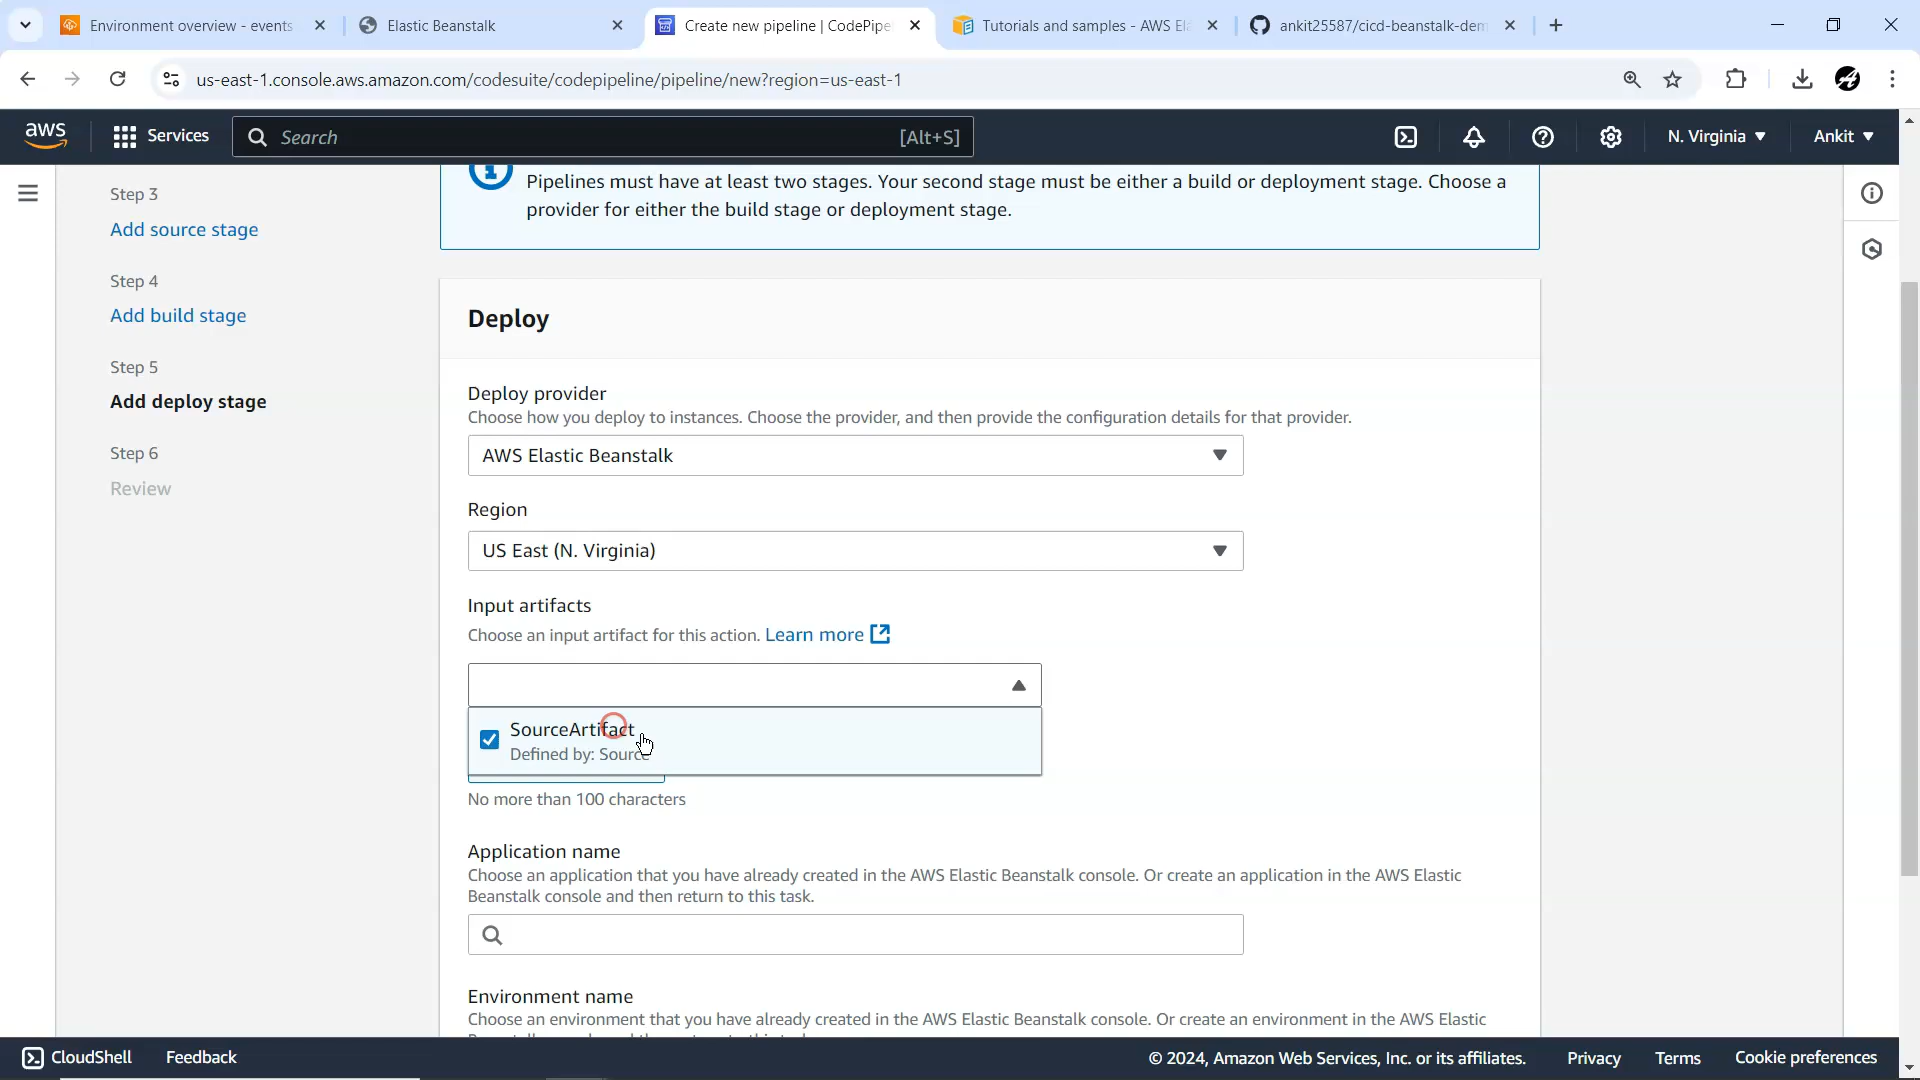 Environment overview - events
Elastic Beanstalk
Create new pipeline | CodePipe
Tutorials and samples - AWS Ela
ankit25587/cicd-beanstalk-dem
us-east-1.console.aws.amazon.com/codesuite/codepipeline/pipeline/new?region=us-east-1
aws
Services
Search
[Alt+S]
N. Virginia
Ankit
Step 3
Add source stage
Step 4
Add build stage
Step 5
Add deploy stage
Step 6
Review
Pipelines must have at least two stages. Your second stage must be either a build or deployment stage. Choose a
provider for either the build stage or deployment stage.
Deploy
Deploy provider
Choose how you deploy to instances. Choose the provider, and then provide the configuration details for that provider.
AWS Elastic Beanstalk
Region
US East (N. Virginia)
Input artifacts
Choose an input artifact for this action. Learn more
SourceArtifact
Defined by: Source
No more than 100 characters
Application name
Choose an application that you have already created in the AWS Elastic Beanstalk console. Or create an application in the AWS Elastic
Beanstalk console and then return to this task.
Environment name
Choose an environment that you have already created in the AWS Elastic Beanstalk console. Or create an environment in the AWS Elastic
CloudShell
Feedback
© 2024, Amazon Web Services, Inc. or its affiliates.
Privacy
Terms
Cookie preferences